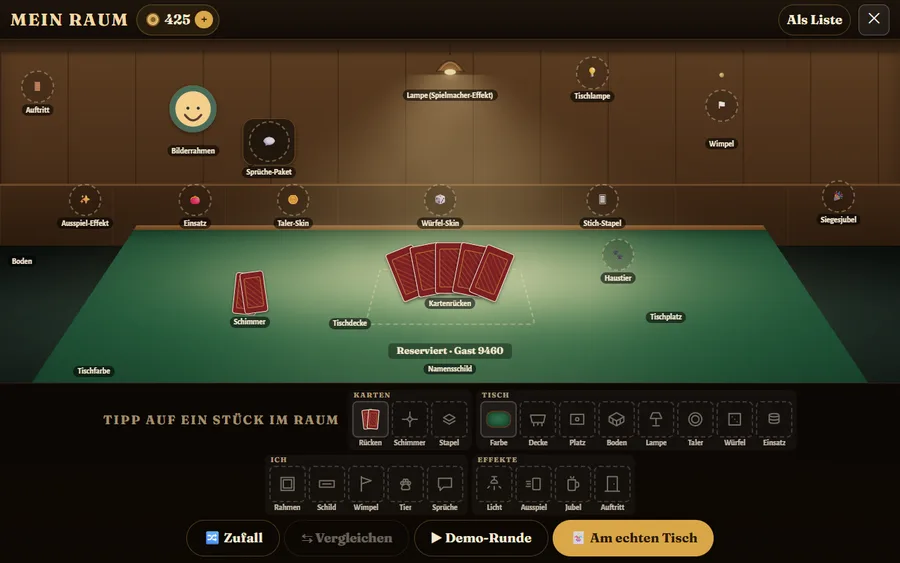 MEIN RAUM
425 +
Als Liste
Auftritt
Bilderrahmen
Sprüche-Paket
Lampe (Spielmacher-Effekt)
Tischlampe
Wimpel
Ausspiel-Effekt
Einsatz
Taler-Skin
Würfel-Skin
Stich-Stapel
Siegesjubel
Boden
Haustier
Schimmer
Kartenrücken
Tischdecke
Tischplatz
Reserviert · Gast 9460
Namensschild
Tischfarbe
TIPP AUF EIN STÜCK IM RAUM
KARTEN
Rücken Schimmer Stapel
TISCH
Farbe Decke Platz Boden Lampe Taler Würfel Einsatz
ICH
Rahmen Schild Wimpel Tier Sprüche
EFFEKTE
Licht Ausspiel Jubel Auftritt
Zufall
Vergleichen
Demo-Runde
Am echten Tisch